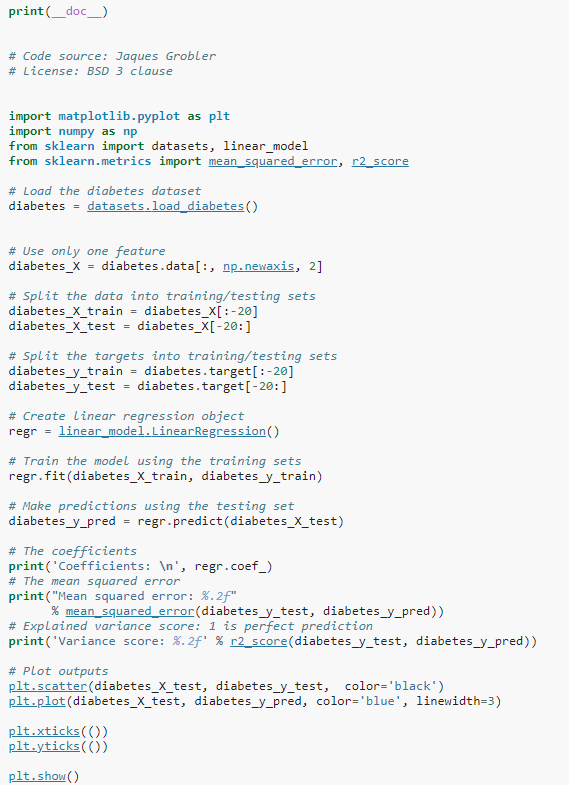 print(__doc__)
# Code source: Jaques Grobler
# License: BSD 3 clause
import matplotlib.pyplot as plt
import numpy as np
from sklearn import datasets, linear_model
from sklearn.metrics import mean_squared_error, r2_score
# Load the diabetes dataset
diabetes = datasets.load_diabetes()
# Use only one feature
diabetes_X = diabetes.data[:, np.newaxis, 2]
# Split the data into training/testing sets
diabetes_X_train = diabetes_X[:-20]
diabetes_X_test = diabetes_X[-20:]
# Split the targets into training/testing sets
diabetes_y_train = diabetes.target[:-20]
diabetes_y_test = diabetes.target[-20:]
# Create linear regression object
regr = linear_model.LinearRegression()
# Train the model using the training sets
regr.fit(diabetes_X_train, diabetes_y_train)
# Make predictions using the testing set
diabetes_y_pred = regr.predict(diabetes_X_test)
# The coefficients
print('Coefficients: \n', regr.coef_)
# The mean squared error
print("Mean squared error: %.2f"
      % mean_squared_error(diabetes_y_test, diabetes_y_pred))
# Explained variance score: 1 is perfect prediction
print('Variance score: %.2f' % r2_score(diabetes_y_test, diabetes_y_pred))
# Plot outputs
plt.scatter(diabetes_X_test, diabetes_y_test,  color='black')
plt.plot(diabetes_X_test, diabetes_y_pred, color='blue', linewidth=3)
plt.xticks(())
plt.yticks(())
plt.show()